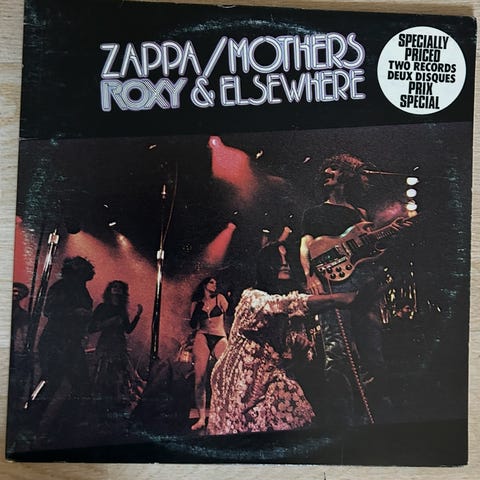 ZAPPA/MOTHERS
ROXY & ELSEWHERE
SPECIALLY
PRICED
TWO RECORDS
DEUX DISQUES
PRIX
SPECIAL